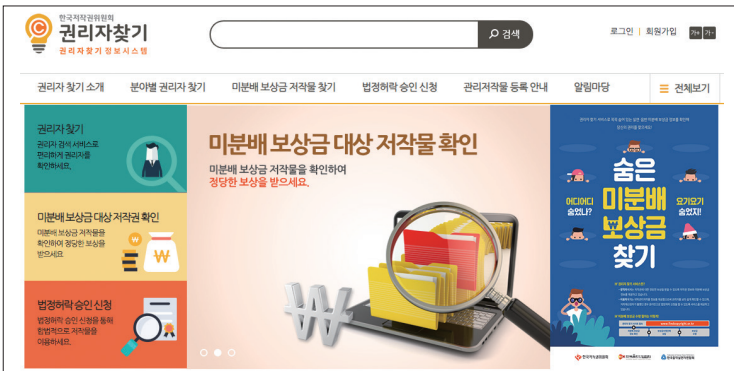 한국저작권위원회
권리자찾기
권리자찾기 정보시스템
검색
로그인 | 회원가입 가+ 가-
권리자 찾기 소개 분야별 권리자 찾기 미분배 보상금 저작물 찾기 법정허락 승인 신청 관리저작물 등록 안내 알림마당 전체보기
권리자 찾기
권리자 검색 서비스로
편리하게 권리자를
확인하세요.
미분배 보상금 대상 저작권 확인
미분배 보상금 저작물을
확인하여 정당한 보상을
받으세요
법정허락 승인 신청
법정허락 승인 신청을 통해
합법적으로 저작물을
이용하세요.
미분배 보상금 대상 저작물 확인
미분배 보상금 저작물을 확인하여
정당한 보상을 받으세요.
숨은
어디어디
숨었나?
미분배
요기요기
숨었지!
보상금
찾기
한국저작권위원회